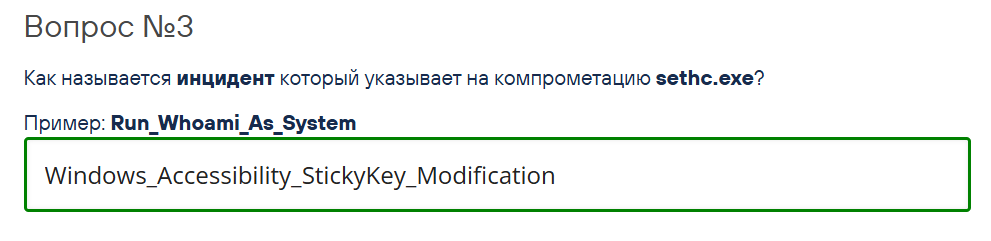 Вопрос №3
Как называется инцидент который указывает на компрометацию sethc.exe?
Пример: Run_Whoami_As_System
Windows_Accessibility_StickyKey_Modification